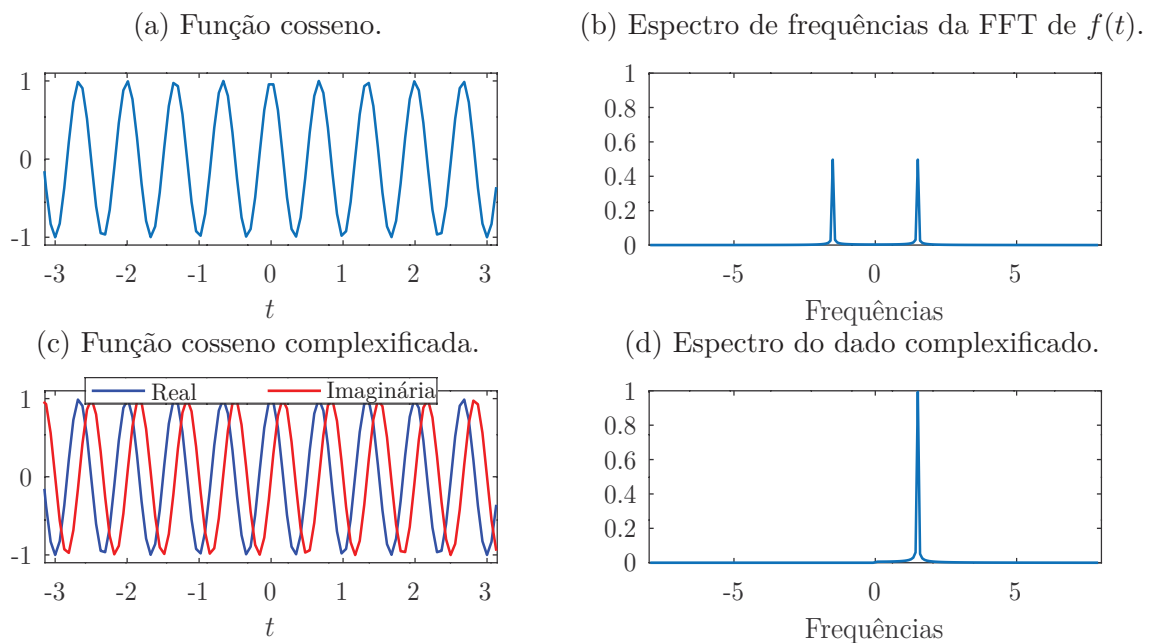 (a) Função cosseno.
1
0
-1
-3 -2 -1 0 1 2 3
t
(b) Espectro de frequências da FFT de f(t).
1
0.8
0.6
0.4
0.2
0
-5 0 5
Frequências
(c) Função cosseno complexificada.
Real Imaginária
1
0
-1
-3 -2 -1 0 1 2 3
t
(d) Espectro do dado complexificado.
1
0.8
0.6
0.4
0.2
0
-5 0 5
Frequências